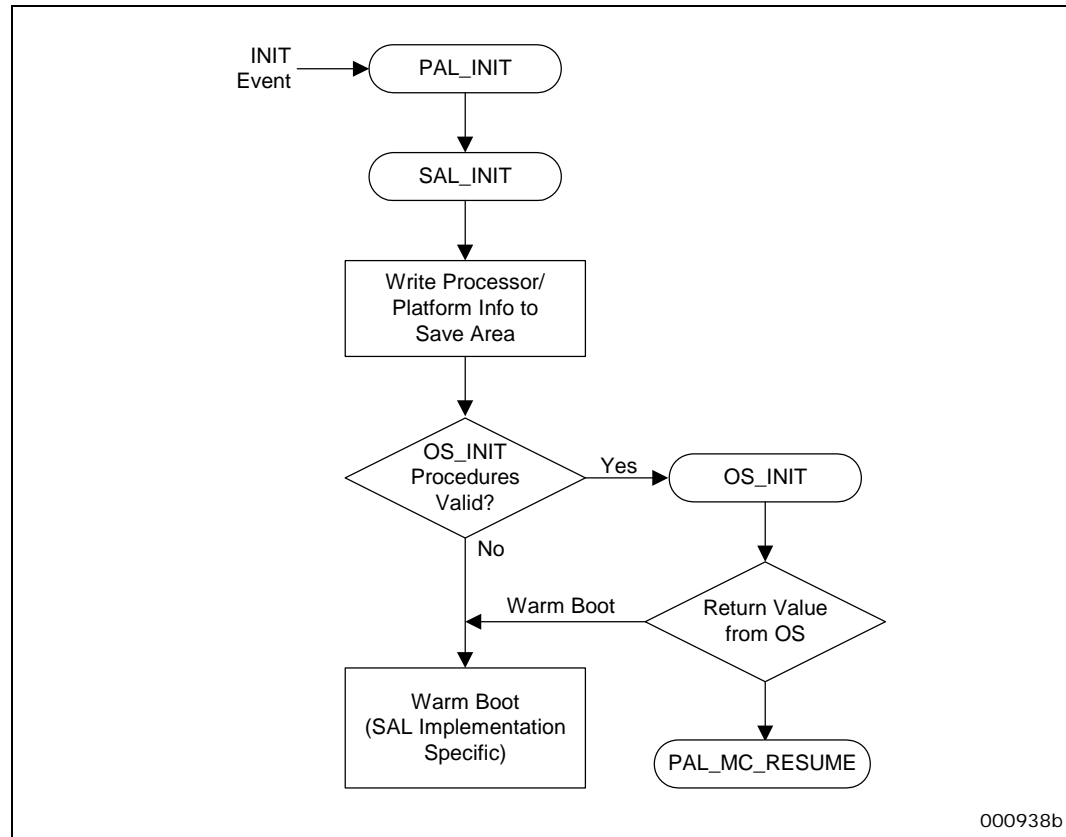 INIT
Event
PAL_INIT
SAL_INIT
Write Processor/
Platform Info to
Save Area
OS_INIT
Procedures
Valid?
Yes
OS_INIT
No
Warm Boot
Return Value
from OS
Warm Boot
(SAL Implementation
Specific)
PAL_MC_RESUME
000938b